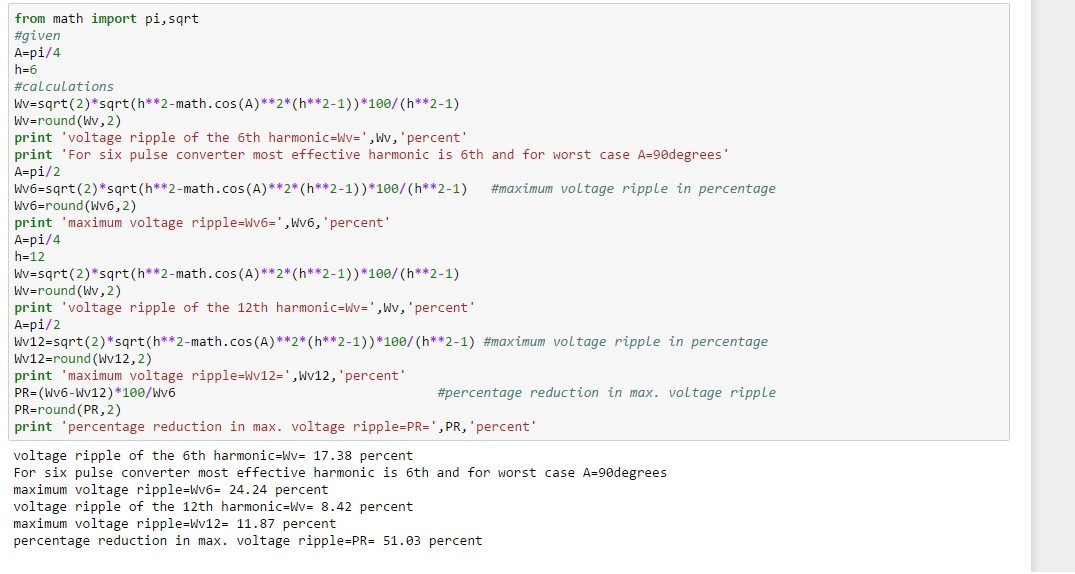 from math import pi,sqrt
#given
A=pi/4
h=6
#calculations
Wv=sqrt(2)*sqrt(h**2-math.cos(A)**2*(h**2-1))*100/(h**2-1)
Wv=round(Wv,2)
print 'voltage ripple of the 6th harmonic=Wv=',Wv,'percent'
print 'For six pulse converter most effective harmonic is 6th and for worst case A=90degrees'
A=pi/2
Wv6=sqrt(2)*sqrt(h**2-math.cos(A)**2*(h**2-1))*100/(h**2-1)   #maximum voltage ripple in percentage
Wv6=round(Wv6,2)
print 'maximum voltage ripple=Wv6=',Wv6,'percent'
A=pi/4
h=12
Wv=sqrt(2)*sqrt(h**2-math.cos(A)**2*(h**2-1))*100/(h**2-1)
Wv=round(Wv,2)
print 'voltage ripple of the 12th harmonic=Wv=',Wv,'percent'
A=pi/2
Wv12=sqrt(2)*sqrt(h**2-math.cos(A)**2*(h**2-1))*100/(h**2-1) #maximum voltage ripple in percentage
Wv12=round(Wv12,2)
print 'maximum voltage ripple=Wv12=',Wv12,'percent'
PR=(Wv6-Wv12)*100/Wv6                                  #percentage reduction in max. voltage ripple
PR=round(PR,2)
print 'percentage reduction in max. voltage ripple=PR=',PR,'percent'
voltage ripple of the 6th harmonic=Wv= 17.38 percent
For six pulse converter most effective harmonic is 6th and for worst case A=90degrees
maximum voltage ripple=Wv6= 24.24 percent
voltage ripple of the 12th harmonic=Wv= 8.42 percent
maximum voltage ripple=Wv12= 11.87 percent
percentage reduction in max. voltage ripple=PR= 51.03 percent